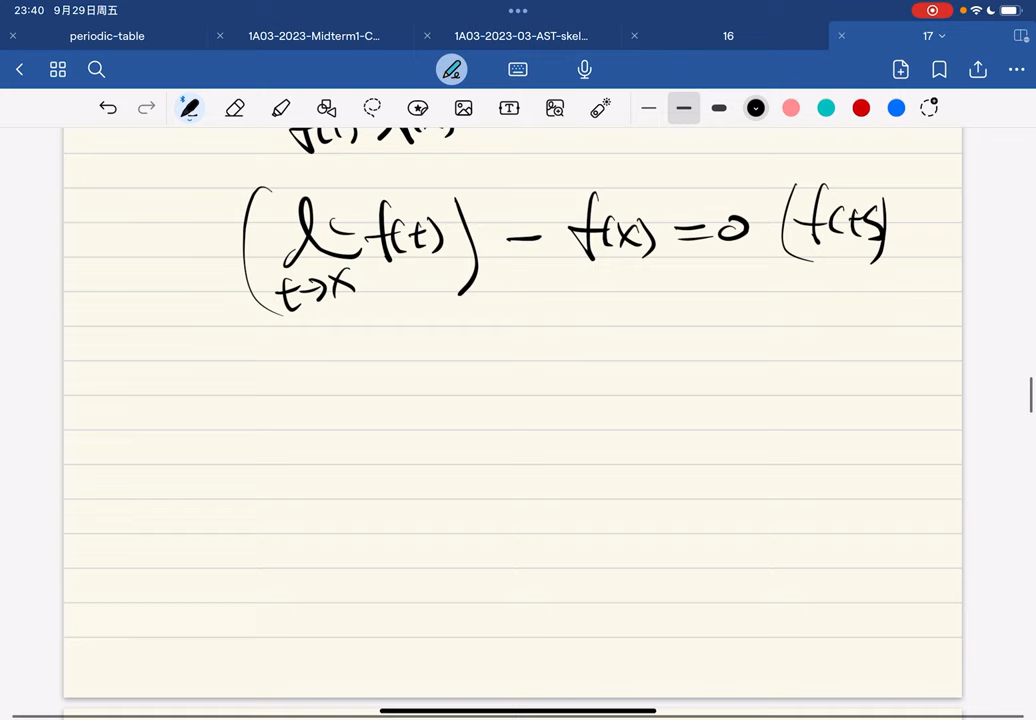 23:40 9月29日周五
periodic-table
1A03-2023-Midterm1-C...
1A03-2023-03-AST-skel...
16
17
(lim f(t)) - f(x) = 0 (f(t))
t→x